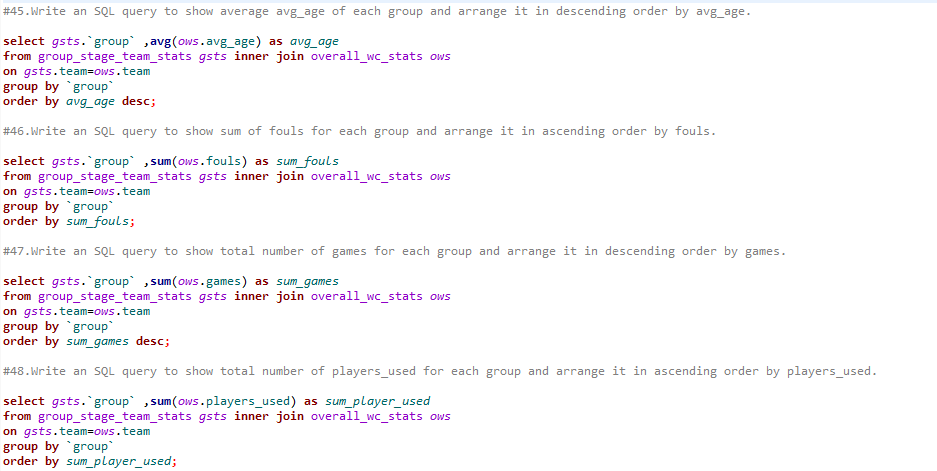 #45.Write an SQL query to show average avg_age of each group and arrange it in descending order by avg_age.
select gsts.`group` ,avg(ows.avg_age) as avg_age
from group_stage_team_stats gsts inner join overall_wc_stats ows
on gsts.team=ows.team
group by `group`
order by avg_age desc;
#46.Write an SQL query to show sum of fouls for each group and arrange it in ascending order by fouls.
select gsts.`group` ,sum(ows.fouls) as sum_fouls
from group_stage_team_stats gsts inner join overall_wc_stats ows
on gsts.team=ows.team
group by `group`
order by sum_fouls;
#47.Write an SQL query to show total number of games for each group and arrange it in descending order by games.
select gsts.`group` ,sum(ows.games) as sum_games
from group_stage_team_stats gsts inner join overall_wc_stats ows
on gsts.team=ows.team
group by `group`
order by sum_games desc;
#48.Write an SQL query to show total number of players_used for each group and arrange it in ascending order by players_used.
select gsts.`group` ,sum(ows.players_used) as sum_player_used
from group_stage_team_stats gsts inner join overall_wc_stats ows
on gsts.team=ows.team
group by `group`
order by sum_player_used;